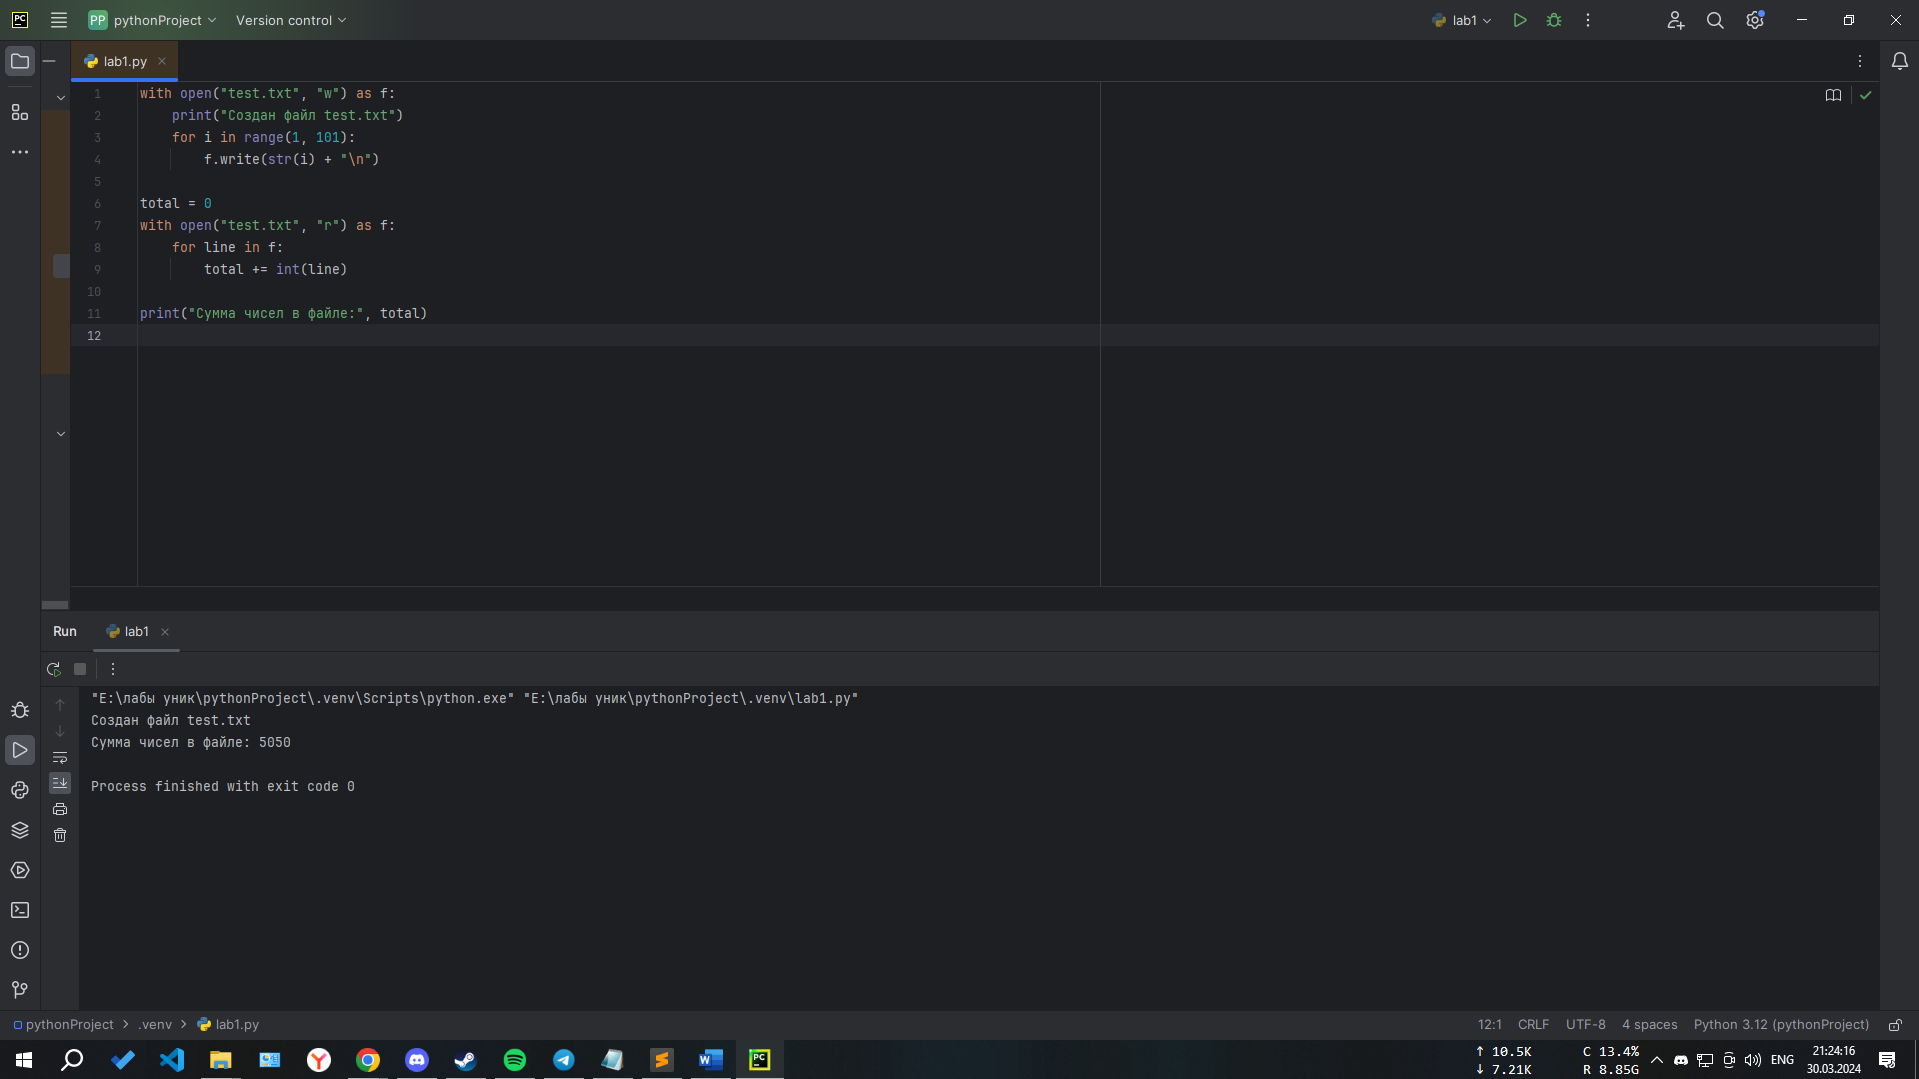 PC PP pythonProject Version control lab1
lab1.py
1 with open("test.txt", "w") as f:
2 print("Создан файл test.txt")
3 for i in range(1, 101):
4 f.write(str(i) + "\n")
5
6 total = 0
7 with open("test.txt", "r") as f:
8 for line in f:
9 total += int(line)
10
11 print("Сумма чисел в файле:", total)
12
Run lab1
"E:\лабы уник\pythonProject\.venv\Scripts\python.exe" "E:\лабы уник\pythonProject\.venv\lab1.py"
Создан файл test.txt
Сумма чисел в файле: 5050
Process finished with exit code 0
pythonProject > .venv > lab1.py 12:1 CRLF UTF-8 4 spaces Python 3.12 (pythonProject)
↑ 10.5K C 13.4% ENG 21:24:16
↓ 7.21K R 8.85G 30.03.2024